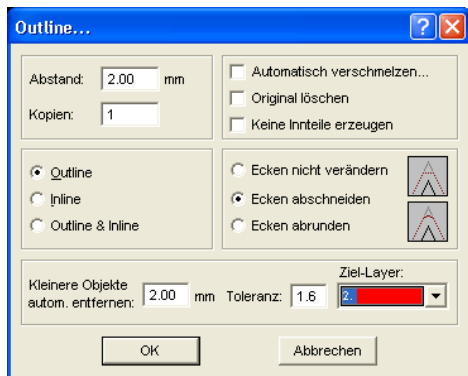 Outline...
Abstand: 2.00 mm
Kopien: 1
Automatisch verschmelzen...
Original löschen
Keine Innteile erzeugen
Outline
Inline
Outline & Inline
Ecken nicht verändern
Ecken abschneiden
Ecken abrunden
Ziel-Layer:
Kleinere Objekte
autom. entfernen: 2.00 mm Toleranz: 1.6 2.
OK Abbrechen